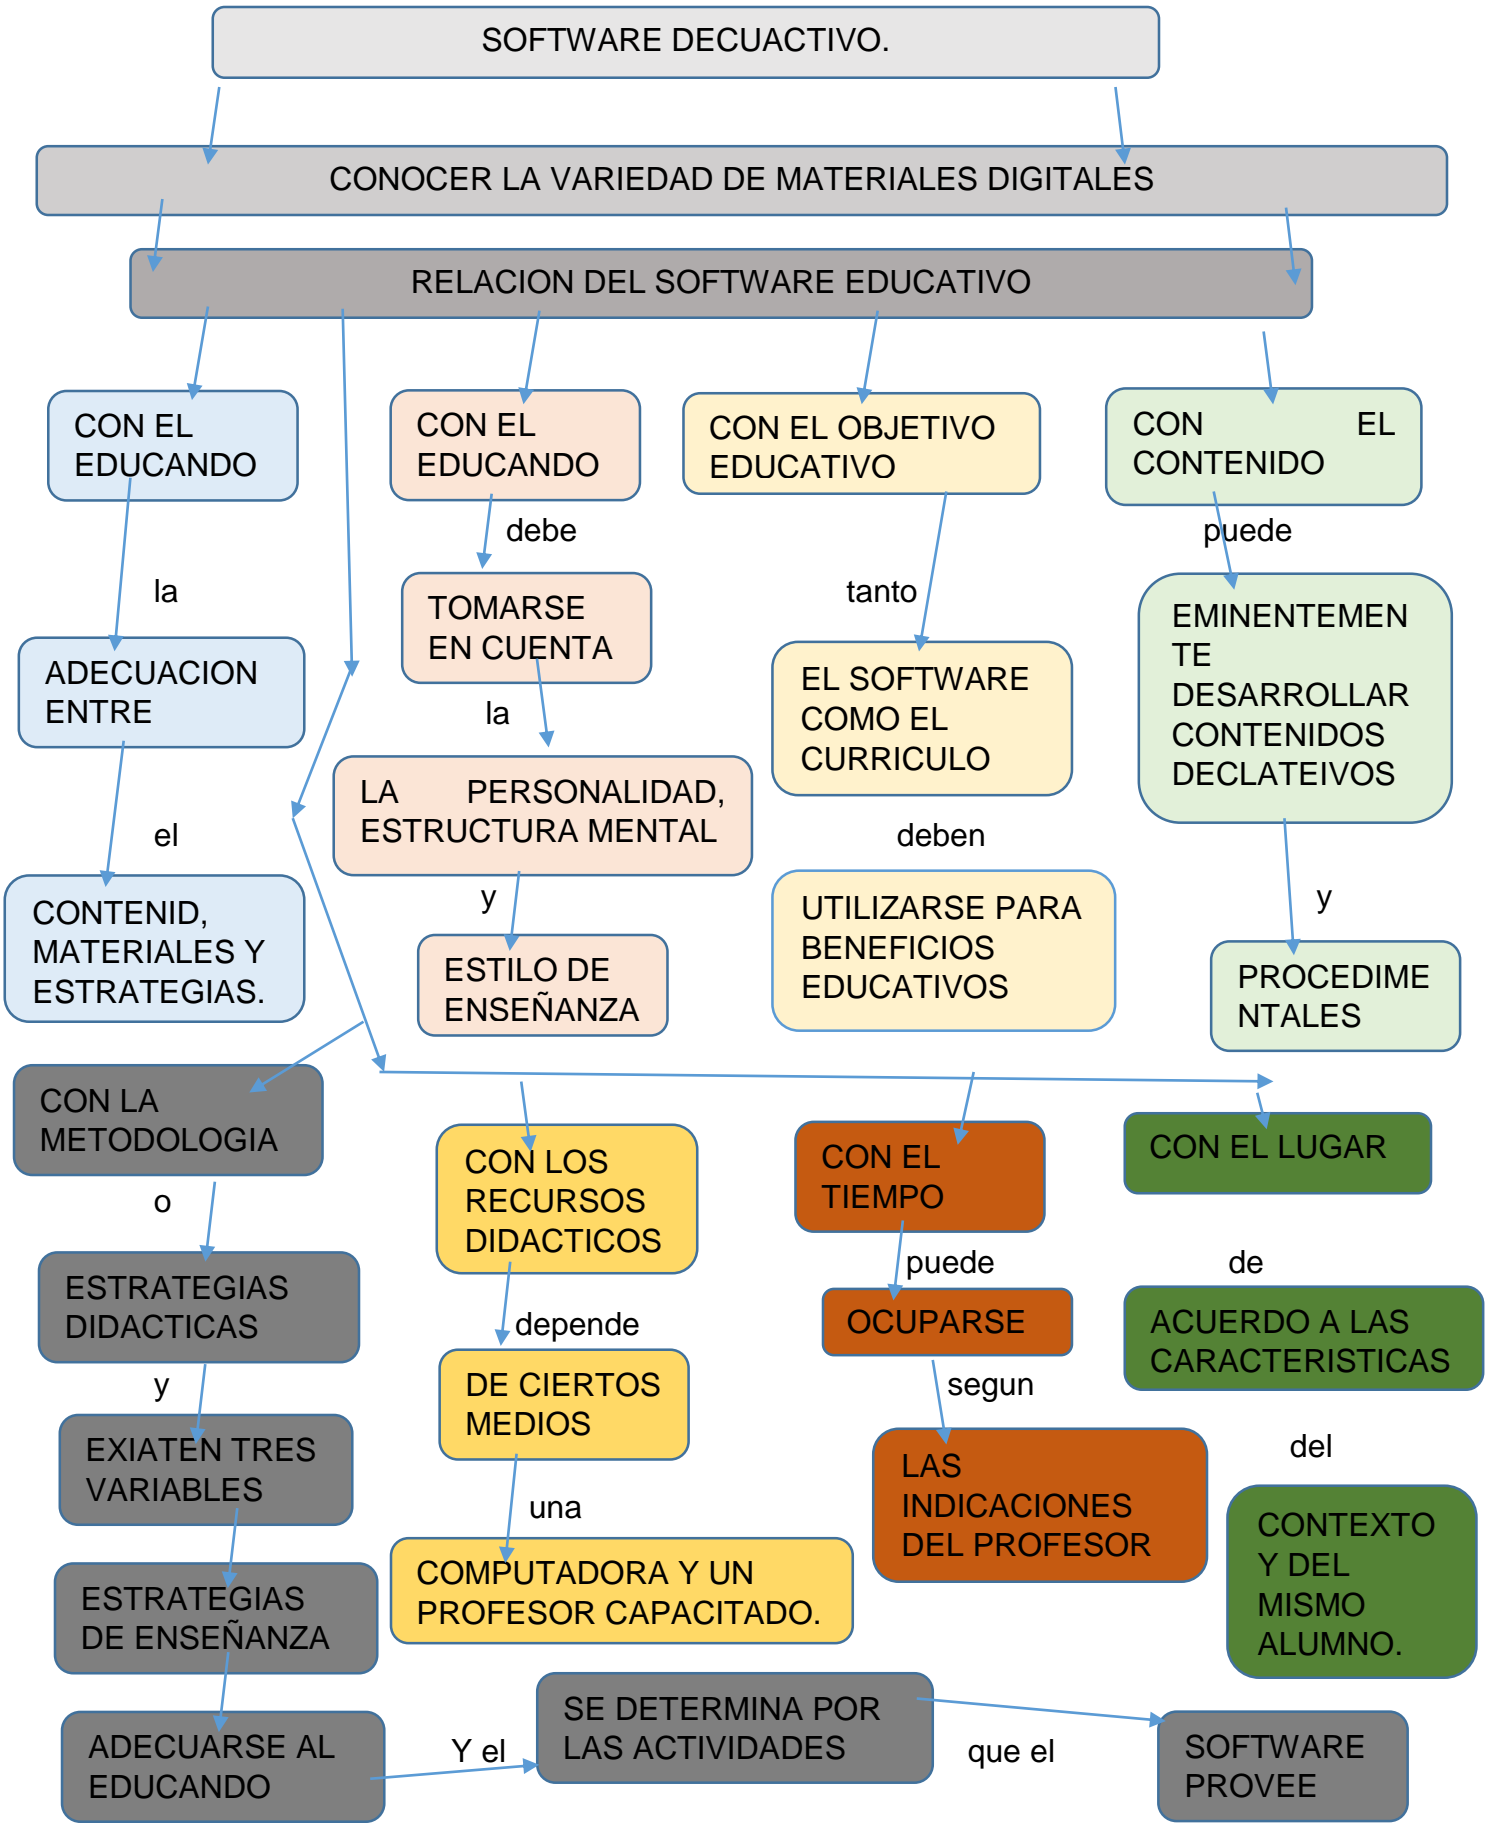 SOFTWARE DECUACTIVO.
CONOCER LA VARIEDAD DE MATERIALES DIGITALES
RELACION DEL SOFTWARE EDUCATIVO
CON EL
EDUCANDO
la
ADECUACION
ENTRE
el
CONTENID,
MATERIALES Y
ESTRATEGIAS.
CON EL
EDUCANDO
debe
TOMARSE
EN CUENTA
la
LA PERSONALIDAD,
ESTRUCTURA MENTAL
y
ESTILO DE
ENSEÑANZA
CON EL OBJETIVO
EDUCATIVO
tanto
EL SOFTWARE
COMO EL
CURRICULO
deben
UTILIZARSE PARA
BENEFICIOS
EDUCATIVOS
CON EL
CONTENIDO
puede
EMINENTEMEN
TE
DESARROLLAR
CONTENIDOS
DECLATEIVOS
y
PROCEDIME
NTALES
CON LA
METODOLOGIA
o
ESTRATEGIAS
DIDACTICAS
y
EXIATEN TRES
VARIABLES
ESTRATEGIAS
DE ENSEÑANZA
ADECUARSE AL
EDUCANDO
Y el
SE DETERMINA POR
LAS ACTIVIDADES
que el
SOFTWARE
PROVEE
CON LOS
RECURSOS
DIDACTICOS
depende
DE CIERTOS
MEDIOS
una
COMPUTADORA Y UN
PROFESOR CAPACITADO.
CON EL
TIEMPO
puede
OCUPARSE
segun
LAS
INDICACIONES
DEL PROFESOR
CON EL LUGAR
de
ACUERDO A LAS
CARACTERISTICAS
del
CONTEXTO
Y DEL
MISMO
ALUMNO.